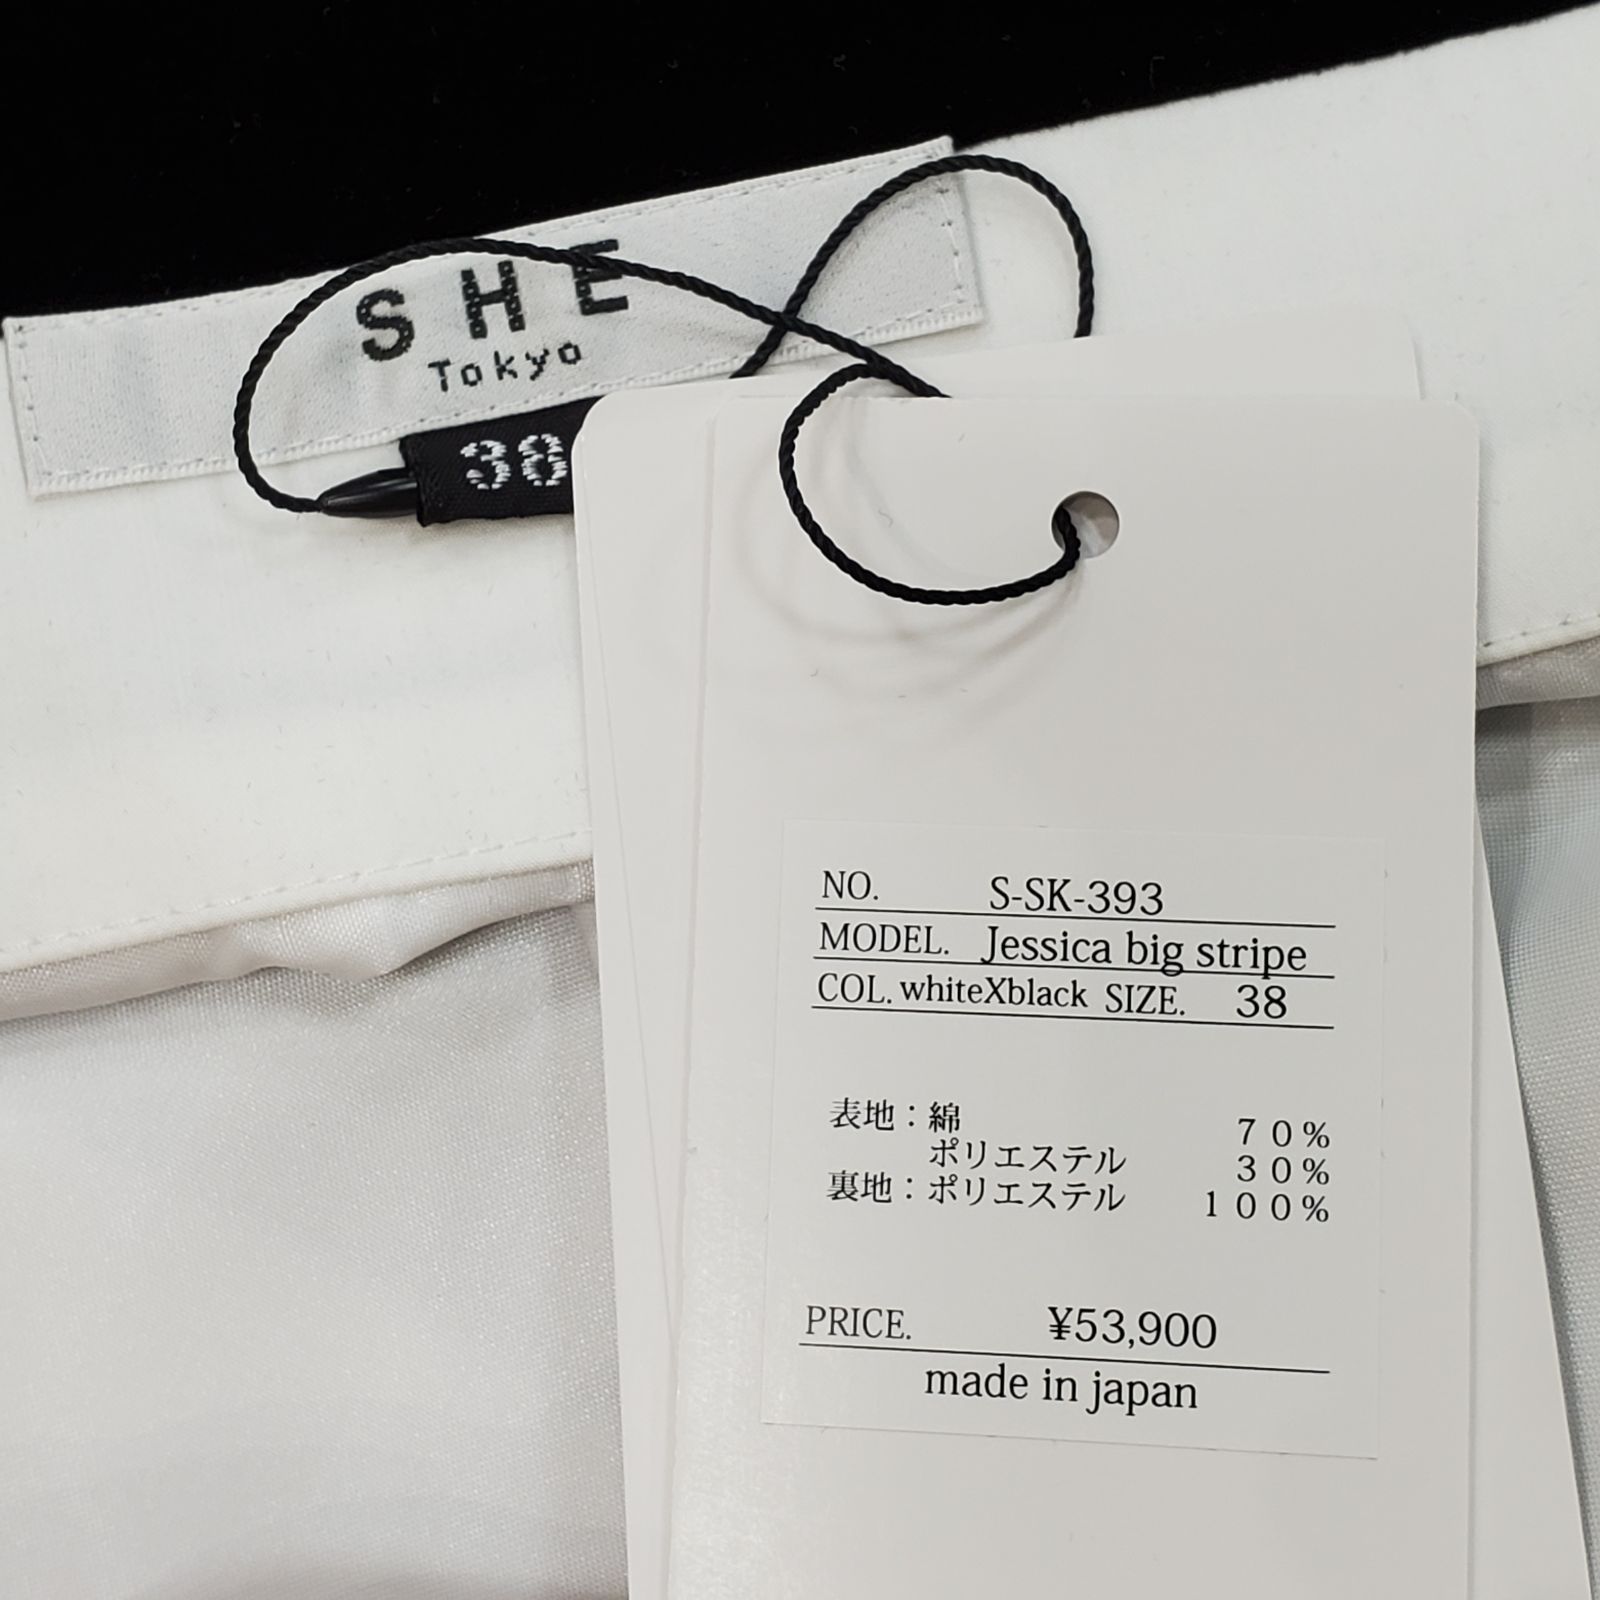 SHE
Tokyo
38
NO. S-SK-393
MODEL. Jessica big stripe
COL. whiteXblack SIZE. 38
表地：綿 70%
ポリエステル 30%
裏地：ポリエステル 100%
PRICE. ¥53,900
made in japan